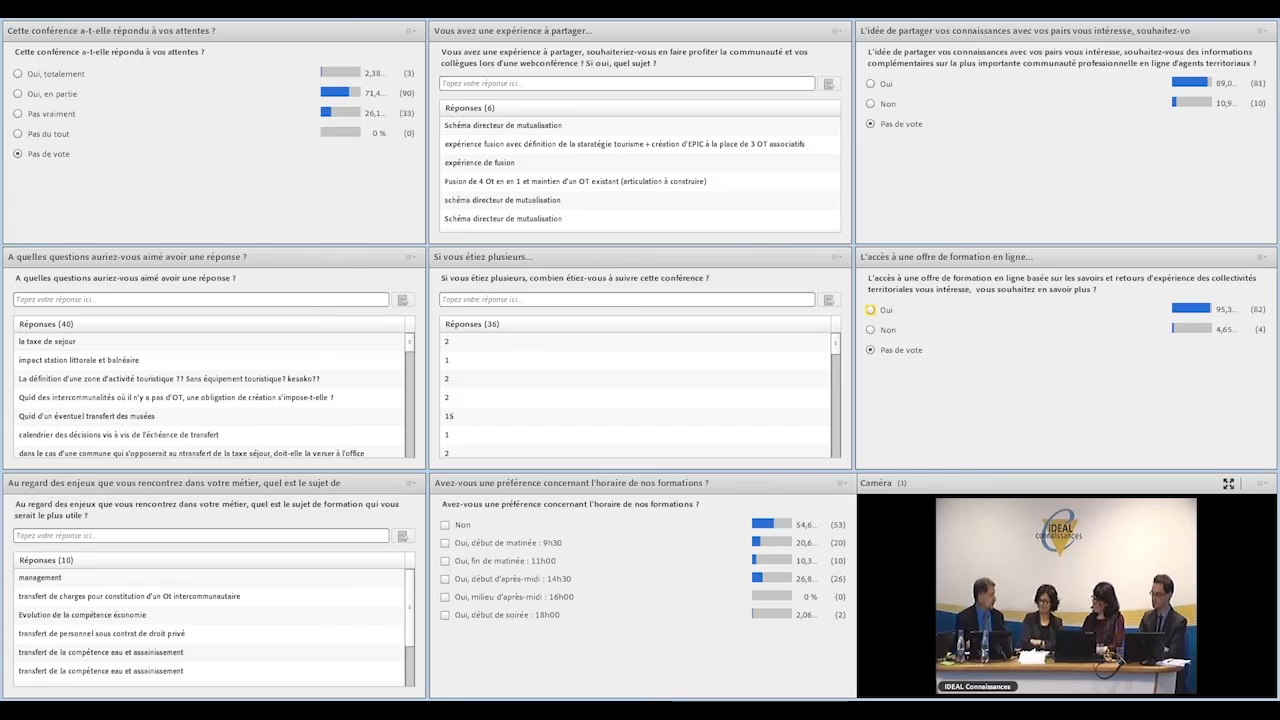 Cette conférence a-t-elle répondu à vos attentes ?
Cette conférence a-t-elle répondu à vos attentes ?
Oui, totalement 2,38... (3)
Oui, en partie 71,4... (90)
Pas vraiment 26,1... (33)
Pas du tout 0 % (0)
Pas de vote
Vous avez une expérience à partager...
Vous avez une expérience à partager, souhaiteriez-vous en faire profiter la communauté et vos
collègues lors d'une webconférence ? Si oui, quel sujet ?
Tapez votre réponse ici...
Réponses (6)
Schéma directeur de mutualisation
expérience fusion avec définition de la staratégie tourisme + création d'EPIC à la place de 3 OT associatifs
expérience de fusion
Fusion de 4 Ot en en 1 et maintien d'un OT existant (articulation à construire)
schéma directeur de mutualisation
Schéma directeur de mutualisation
L'idée de partager vos connaissances avec vos pairs vous intéresse, souhaitez-vo
L'idée de partager vos connaissances avec vos pairs vous intéresse, souhaitez-vous des informations
complémentaires sur la plus importante communauté professionnelle en ligne d'agents territoriaux ?
Oui 89,0... (81)
Non 10,9... (10)
Pas de vote
A quelles questions auriez-vous aimé avoir une réponse ?
A quelles questions auriez-vous aimé avoir une réponse ?
Tapez votre réponse ici...
Réponses (40)
la taxe de sejour
impact station littorale et balnéaire
La définition d'une zone d'activité touristique ?? Sans équipement touristique? kesako??
Quid des intercommunalités où il n'y a pas d'OT, une obligation de création s'impose-t-elle ?
Quid d'un éventuel transfert des musées
calendrier des décisions vis à vis de l'échéance de transfert
dans le cas d'une commune qui s'opposerait au ntransfert de la taxe séjour, doit-elle la verser à l'office
Si vous étiez plusieurs...
Si vous étiez plusieurs, combien étiez-vous à suivre cette conférence ?
Tapez votre réponse ici...
Réponses (36)
2
1
2
2
15
1
2
L'accès à une offre de formation en ligne...
L'accès à une offre de formation en ligne basée sur les savoirs et retours d'expérience des collectivités
territoriales vous intéresse, vous souhaitez en savoir plus ?
Oui 95,3... (82)
Non 4,65... (4)
Pas de vote
Au regard des enjeux que vous rencontrez dans votre métier, quel est le sujet de
Au regard des enjeux que vous rencontrez dans votre métier, quel est le sujet de formation qui vous
serait le plus utile ?
Tapez votre réponse ici...
Réponses (10)
management
transfert de charges pour constitution d'un Ot intercommunautaire
Evolution de la compétence économie
transfert de personnel sous contrat de droit privé
transfert de la compétence eau et assainissement
transfert de la compétence eau et assainissement
Avez-vous une préférence concernant l'horaire de nos formations ?
Avez-vous une préférence concernant l'horaire de nos formations ?
Non 54,6... (53)
Oui, début de matinée : 9h30 20,6... (20)
Oui, fin de matinée : 11h00 10,3... (10)
Oui, début d'après-midi : 14h30 26,8... (26)
Oui, milieu d'après-midi : 16h00 0 % (0)
Oui, début de soirée : 18h00 2,06... (2)
Caméra (1)
IDEAL
connaissances
IDEAL Connaissances